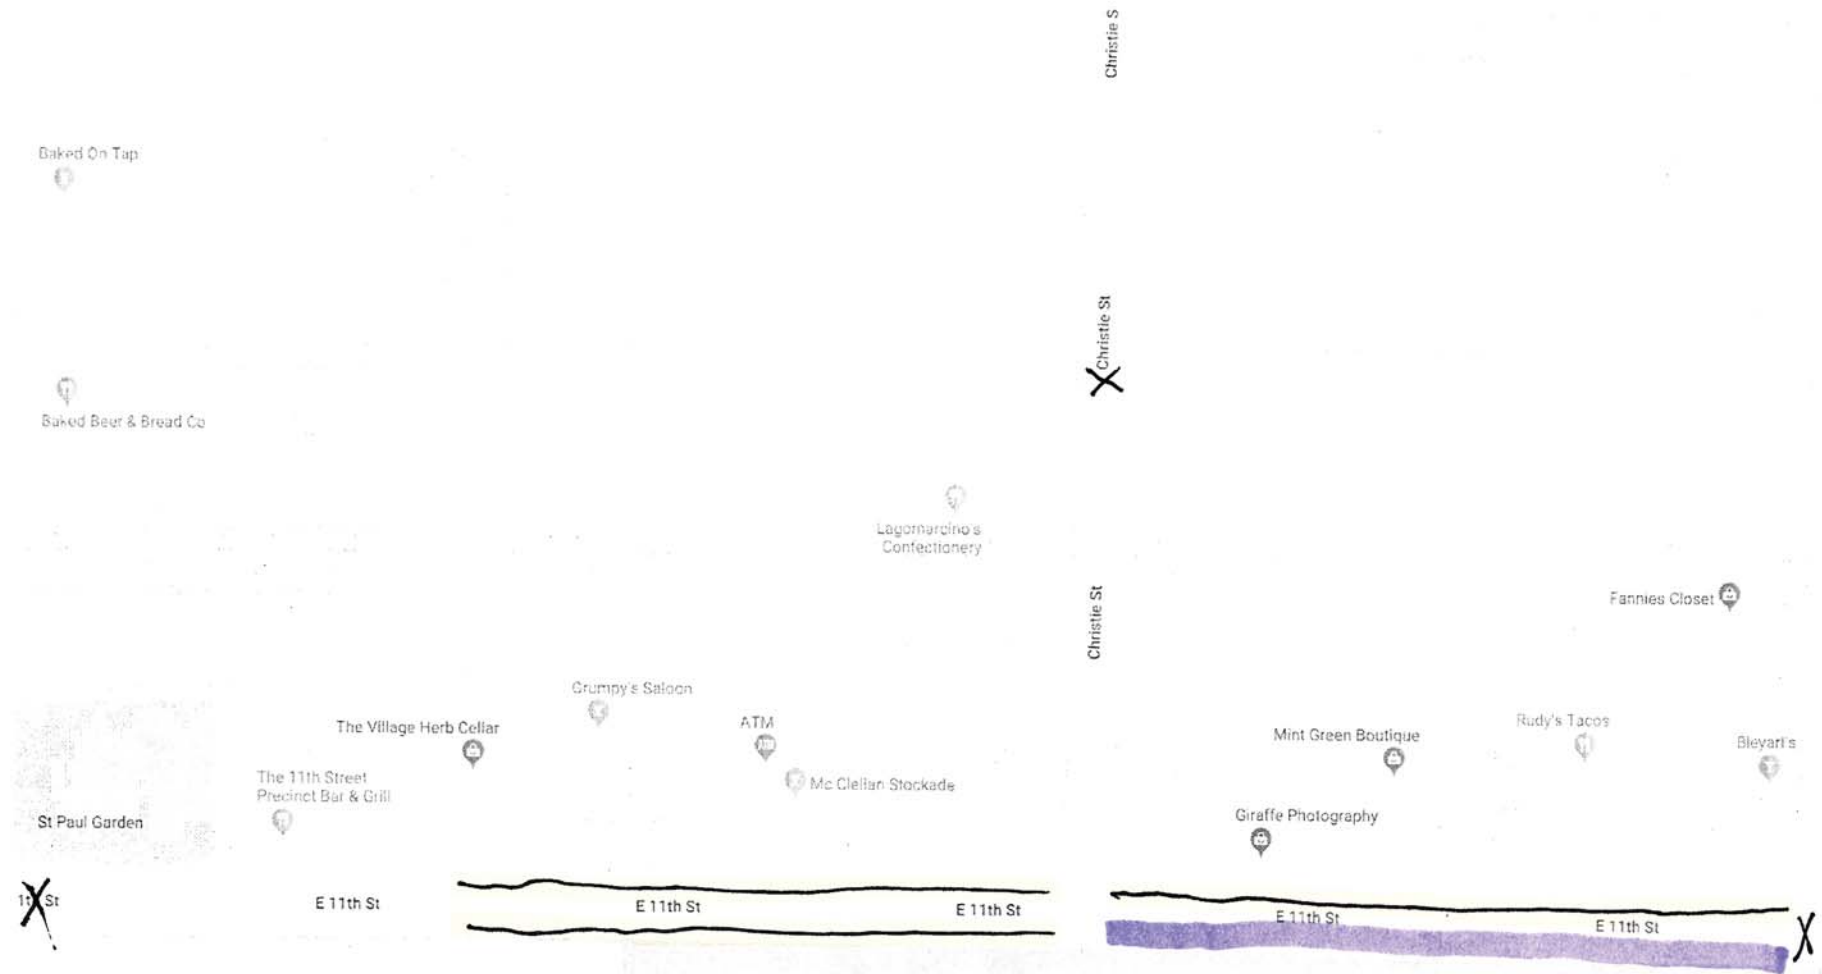 Christie S
Baked On Tap
Christie St
Baked Beer & Bread Co
Lagomarcino's
Confectionery
Christie St
Fannies Closet
Grumpy's Saloon
The Village Herb Cellar
ATM
Rudy's Tacos
Mint Green Boutique
Bleyart's
The 11th Street
Precinct Bar & Grill
Mc Clellan Stockade
St Paul Garden
Giraffe Photography
St
E 11th St
E 11th St
E 11th St
E 11th St
E 11th St